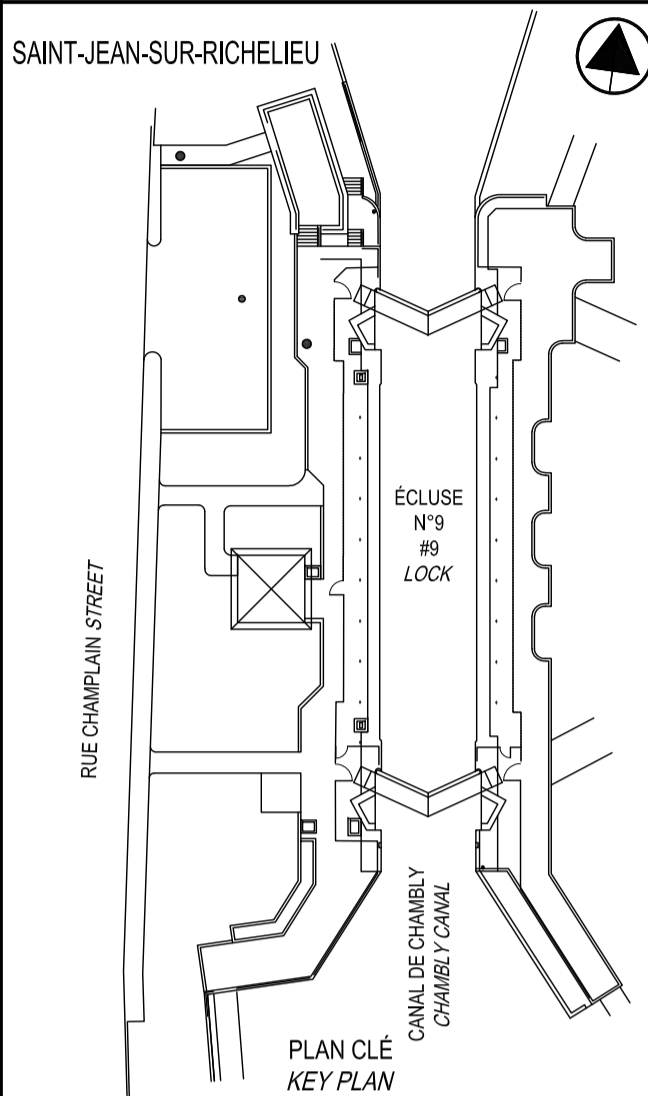 SAINT-JEAN-SUR-RICHELIEU
ÉCLUSE
N°9
#9
LOCK
RUE CHAMPLAIN STREET
CANAL DE CHAMBLY
CHAMBLY CANAL
PLAN CLÉ
KEY PLAN